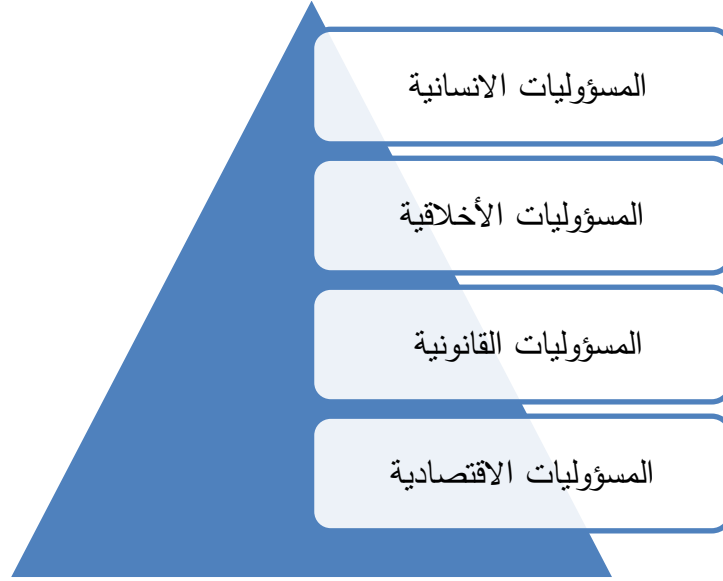 المسؤوليات الانسانية
المسؤوليات الأخلاقية
المسؤوليات القانونية
المسؤوليات الاقتصادية